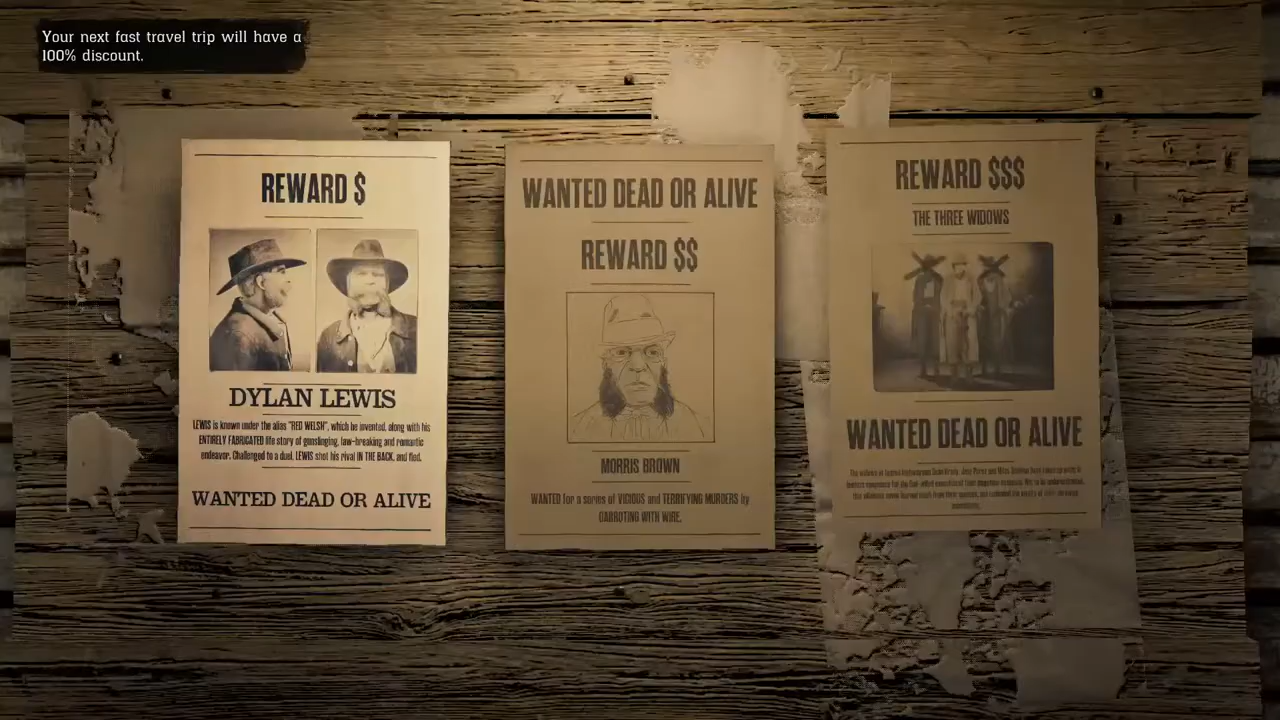 Your next fast travel trip will have a
100% discount.
REWARD $
DYLAN LEWIS
LEWIS is known under the alias "RED WELSH", which he invented, along with his
ENTIRELY FABRICATED life story of gunslinging, law-breaking and romantic
endeavor. Challenged to a duel, LEWIS shot his rival IN THE BACK, and fled.
WANTED DEAD OR ALIVE
WANTED DEAD OR ALIVE
REWARD $$
MORRIS BROWN
WANTED for a series of VICIOUS and TERRIFYING MURDERS by
GARROTING WITH WIRE.
REWARD $$$
THE THREE WIDOWS
WANTED DEAD OR ALIVE